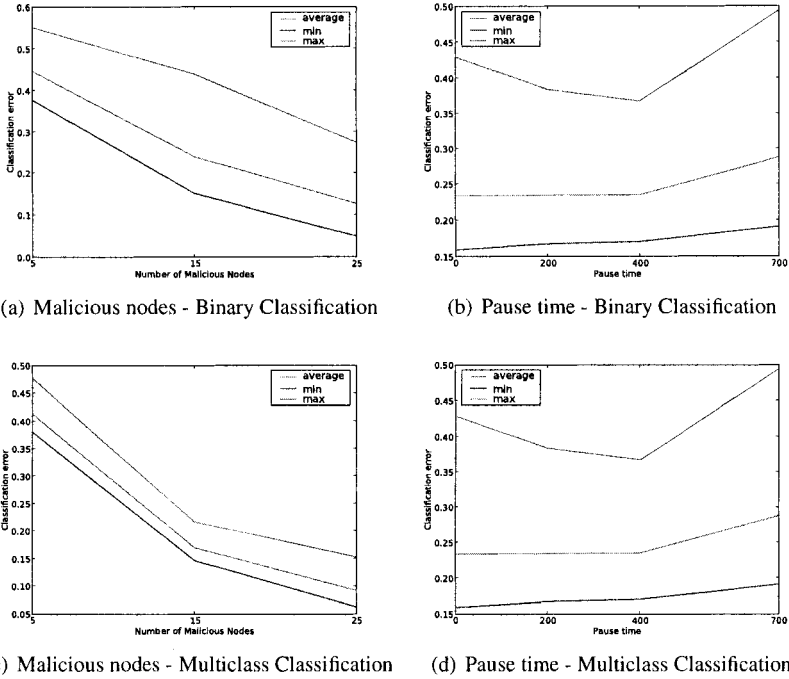 0.6
0.5
0.4
0.3
0.2
0.1
0.0
Classification error
average
min
max
5
15
25
Number of Malicious Nodes
(a) Malicious nodes - Binary Classification
0.50
0.45
0.40
0.35
0.30
0.25
0.20
0.15
Classification error
average
min
max
0
200
400
700
Pause time
(b) Pause time - Binary Classification
0.50
0.45
0.40
0.35
0.30
0.25
0.20
0.15
0.10
0.05
Classification error
average
min
max
5
15
25
Number of Malicious Nodes
) Malicious nodes - Multiclass Classification
0.50
0.45
0.40
0.35
0.30
0.25
0.20
0.15
Classification error
average
min
max
0
200
400
700
Pause time
(d) Pause time - Multiclass Classification